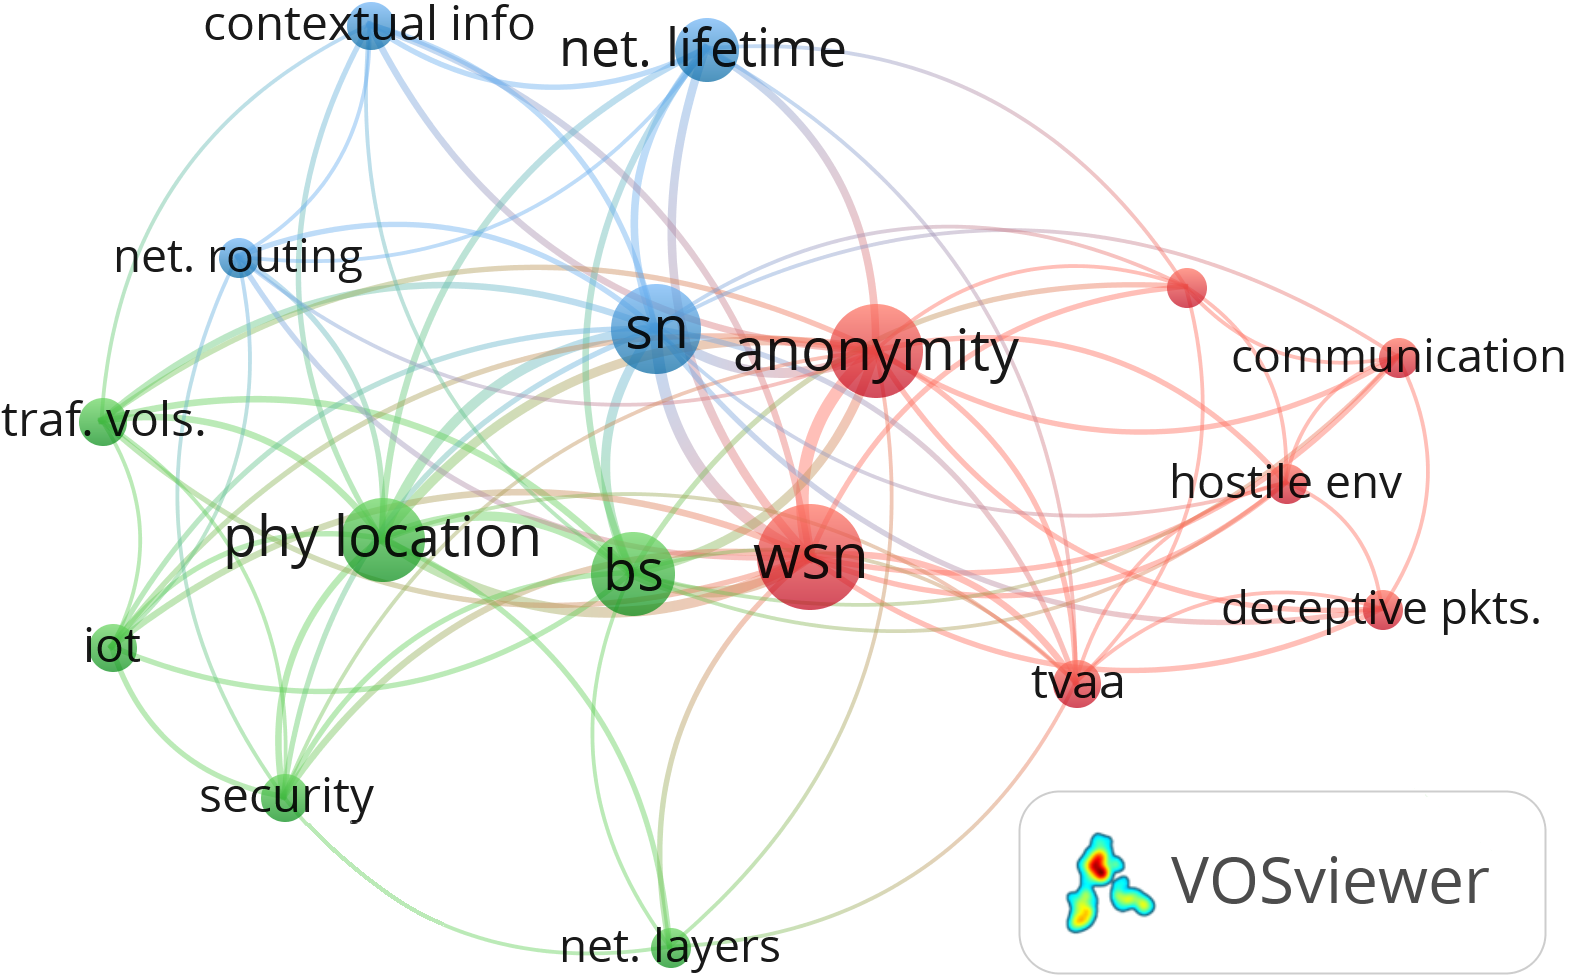 contextual info
net. lifetime
net. routing
sn
anonymity
communication
traf. vols.
hostile env
phy location
bs
wsn
deceptive pkts.
iot
tvaa
security
VOSviewer
net. layers